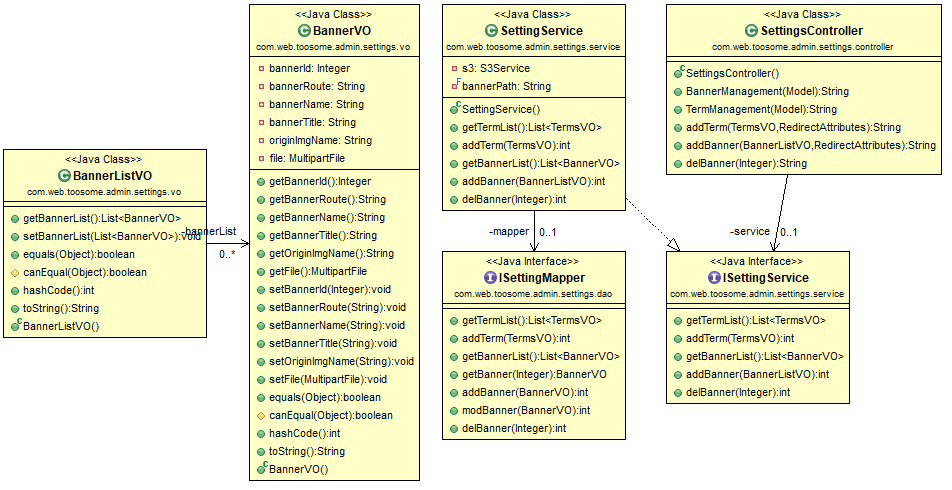 <<Java Class>>
BannerListVO
com.web.toosome.admin.settings.vo
getBannerList():List<BannerVO>
setBannerList(List<BannerVO>):void
equals(Object):boolean
canEqual(Object):boolean
hashCode():int
toString():String
BannerListVO()
-bannerList
0..*
<<Java Class>>
BannerVO
com.web.toosome.admin.settings.vo
bannerId: Integer
bannerRoute: String
bannerName: String
bannerTitle: String
originImgName: String
file: MultipartFile
getBannerId():Integer
getBannerRoute():String
getBannerName():String
getBannerTitle():String
getOriginImgName():String
getFile():MultipartFile
setBannerId(Integer):void
setBannerRoute(String):void
setBannerName(String):void
setBannerTitle(String):void
setOriginImgName(String):void
setFile(MultipartFile):void
equals(Object):boolean
canEqual(Object):boolean
hashCode():int
toString():String
BannerVO()
<<Java Class>>
SettingService
com.web.toosome.admin.settings.service
s3: S3Service
bannerPath: String
SettingService()
getTermList():List<TermsVO>
addTerm(TermsVO):int
getBannerList():List<BannerVO>
addBanner(BannerListVO):int
delBanner(Integer):int
-mapper
0..1
<<Java Interface>>
ISettingMapper
com.web.toosome.admin.settings.dao
getTermList():List<TermsVO>
addTerm(TermsVO):int
getBannerList():List<BannerVO>
getBanner(Integer):BannerVO
addBanner(BannerVO):int
modBanner(BannerVO):int
delBanner(Integer):int
<<Java Class>>
SettingsController
com.web.toosome.admin.settings.controller
SettingsController()
BannerManagement(Model):String
TermManagement(Model):String
addTerm(TermsVO,RedirectAttributes):String
addBanner(BannerListVO,RedirectAttributes):String
delBanner(Integer):String
-service
0..1
<<Java Interface>>
ISettingService
com.web.toosome.admin.settings.service
getTermList():List<TermsVO>
addTerm(TermsVO):int
getBannerList():List<BannerVO>
addBanner(BannerListVO):int
delBanner(Integer):int